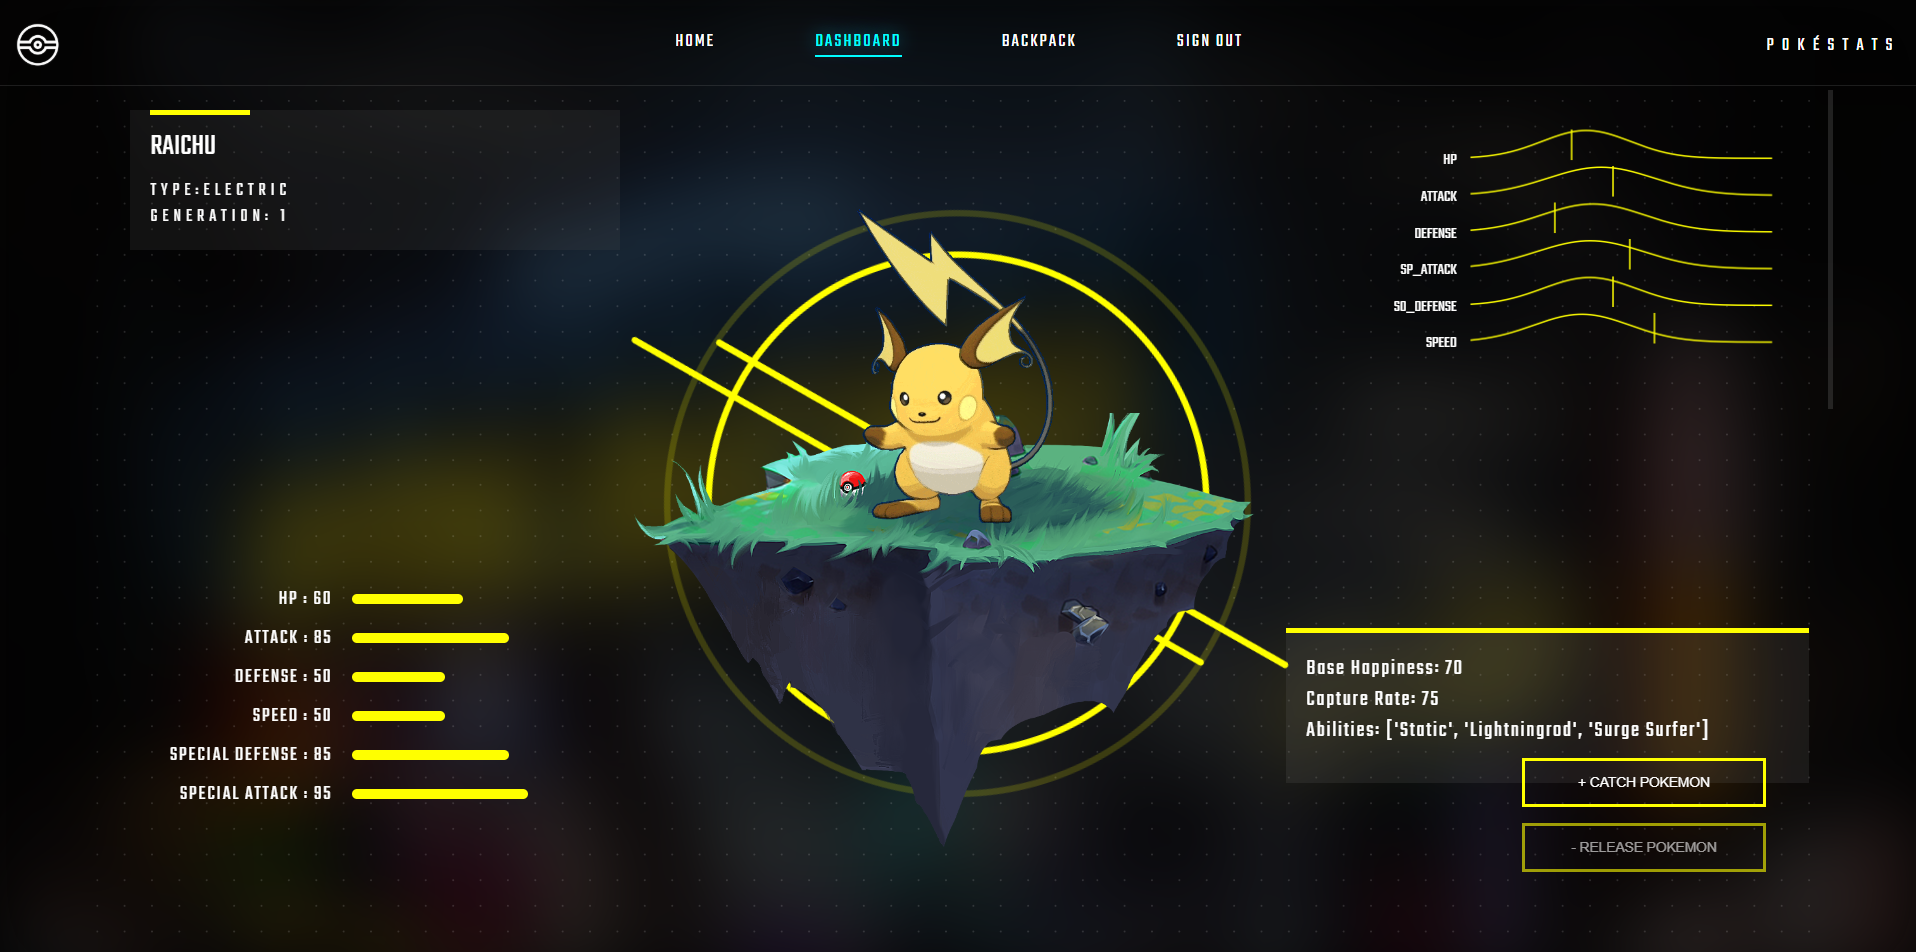 HOME
DASHBOARD
BACKPACK
SIGN OUT
POKÉSTATS
RAICHU
TYPE:ELECTRIC
GENERATION: 1
HP
ATTACK
DEFENSE
SP_ATTACK
SD_DEFENSE
SPEED
HP : 60
ATTACK : 85
DEFENSE : 50
SPEED : 50
SPECIAL DEFENSE : 85
SPECIAL ATTACK : 95
Base Happiness: 70
Capture Rate: 75
Abilities: ['Static', 'Lightningrod', 'Surge Surfer']
+ CATCH POKEMON
- RELEASE POKEMON